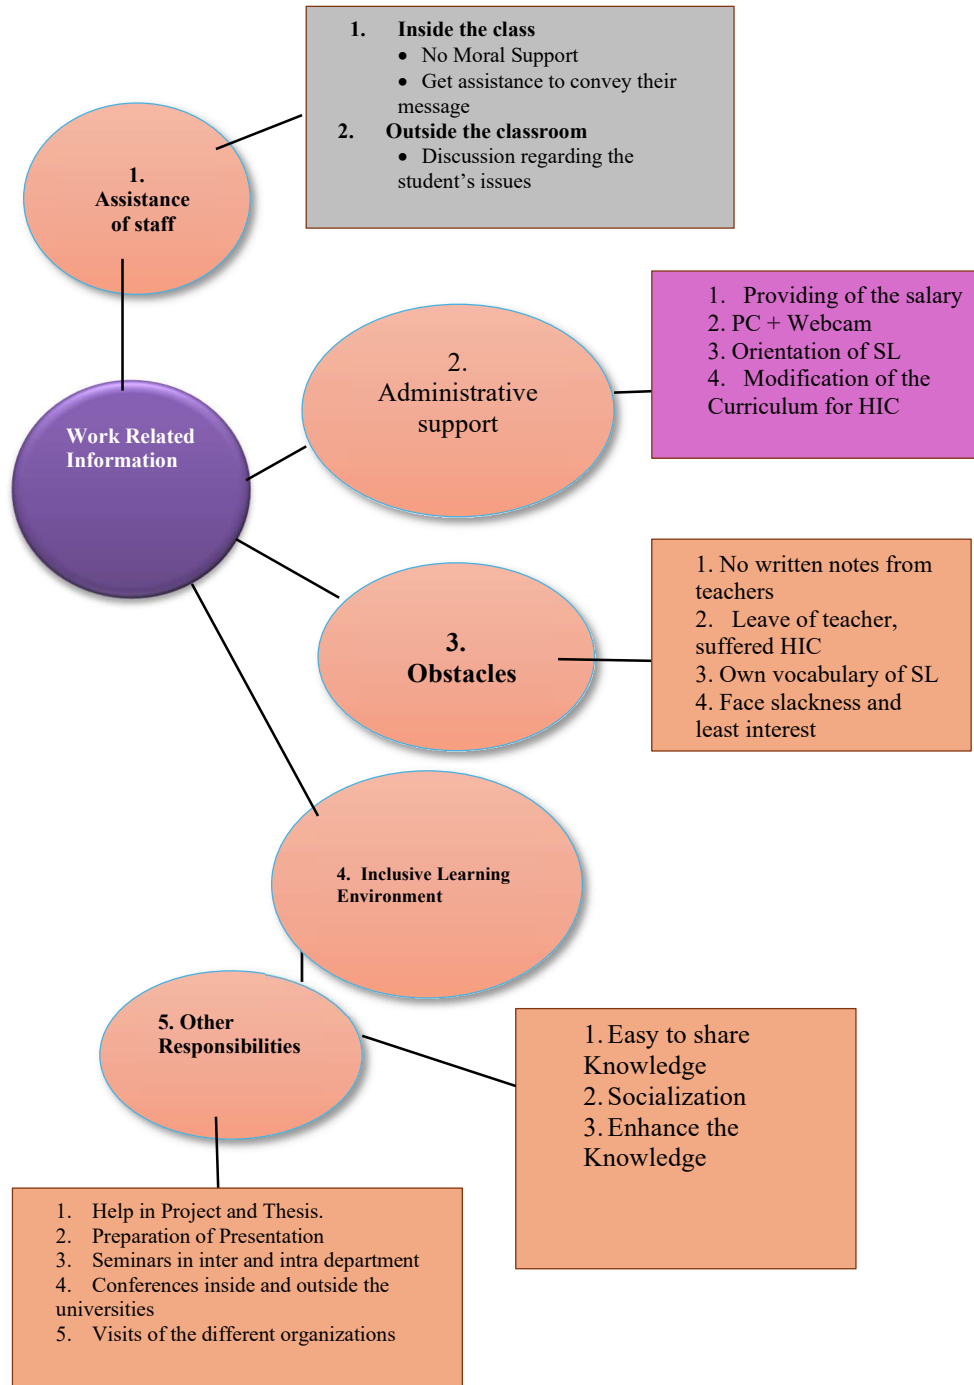 1. Inside the class
• No Moral Support
• Get assistance to convey their
message
2. Outside the classroom
• Discussion regarding the
student’s issues
1.
Assistance
of staff
Work Related
Information
2.
Administrative
support
1. Providing of the salary
2. PC + Webcam
3. Orientation of SL
4. Modification of the
Curriculum for HIC
3.
Obstacles
1. No written notes from
teachers
2. Leave of teacher,
suffered HIC
3. Own vocabulary of SL
4. Face slackness and
least interest
4. Inclusive Learning
Environment
5. Other
Responsibilities
1. Easy to share
Knowledge
2. Socialization
3. Enhance the
Knowledge
1. Help in Project and Thesis.
2. Preparation of Presentation
3. Seminars in inter and intra department
4. Conferences inside and outside the
universities
5. Visits of the different organizations